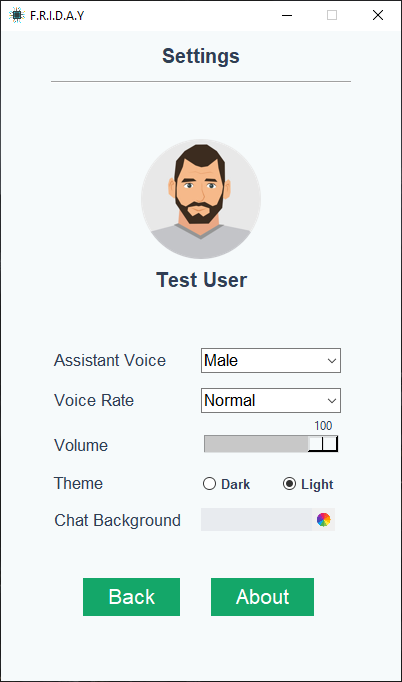 F.R.I.D.A.Y
Settings
Test User
Assistant Voice Male
Voice Rate Normal
100
Volume
Theme Dark Light
Chat Background
Back About